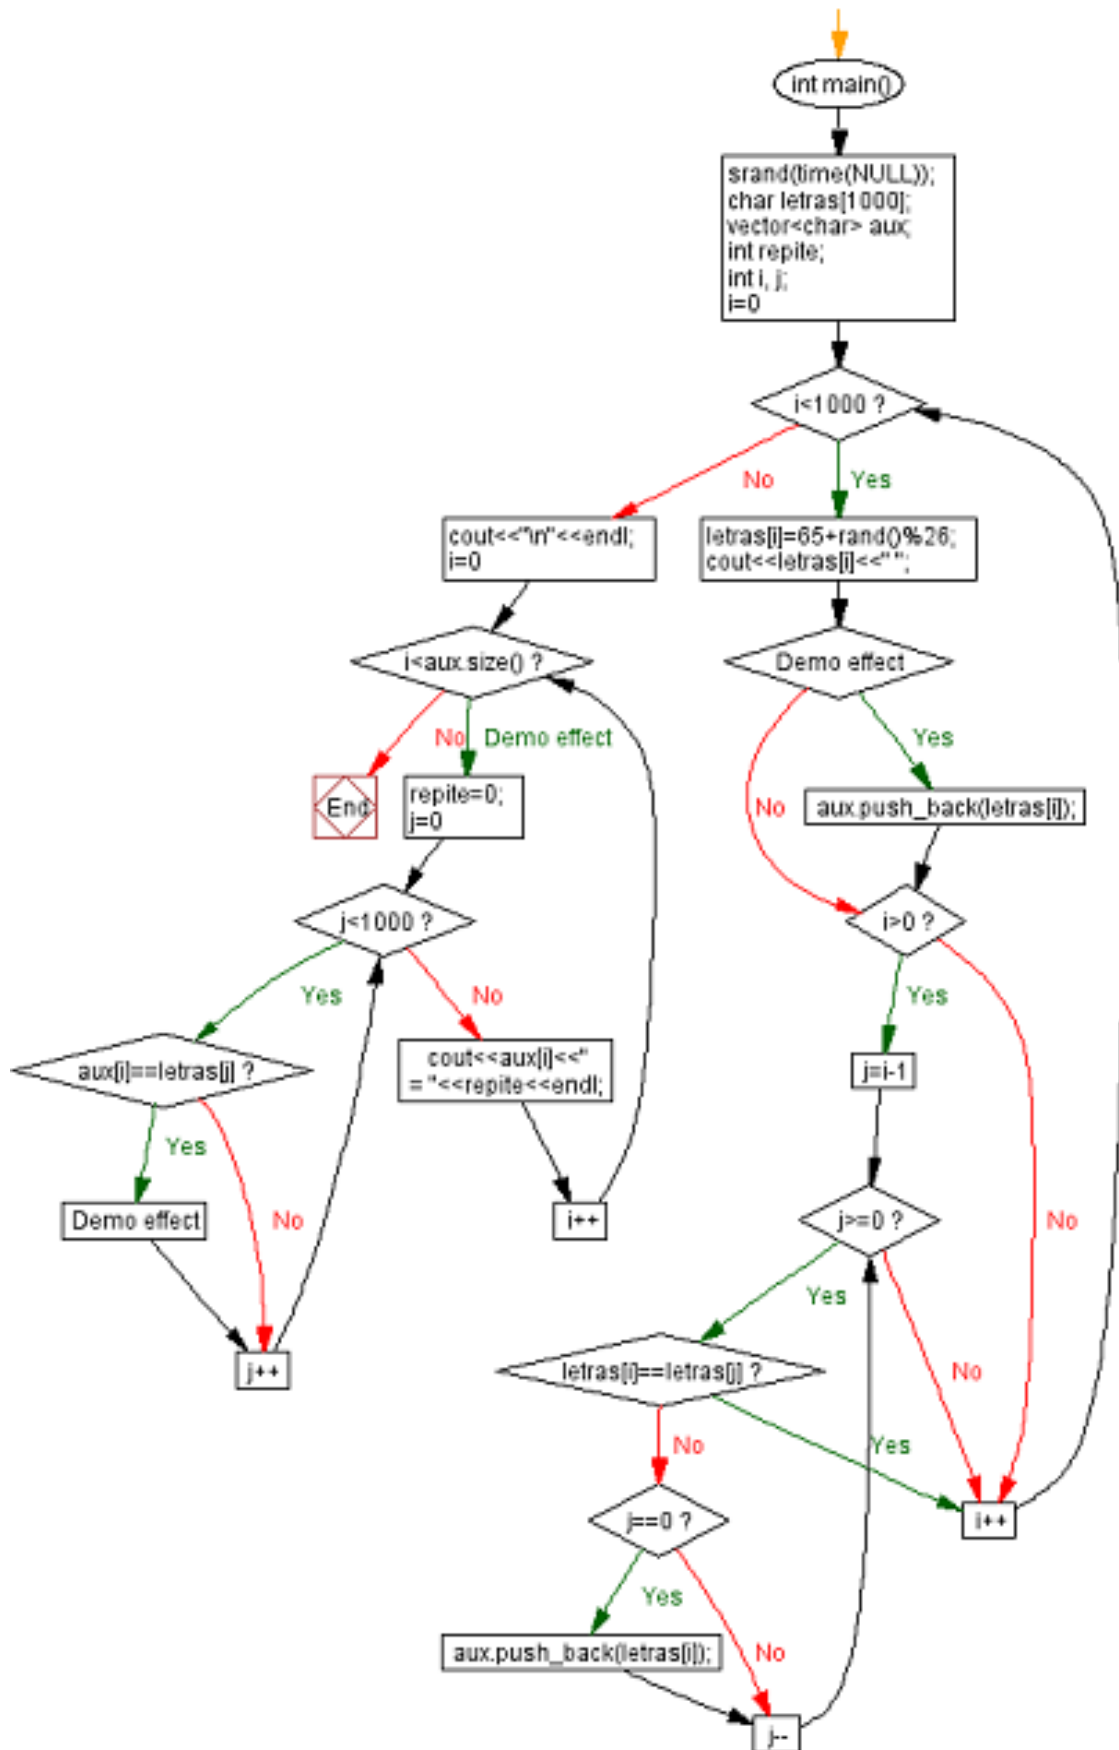 int main()
srand(time(NULL));
char letras[1000];
vector<char> aux;
int repite;
int i, j;
i=0
i<1000 ?
No
Yes
cout<<"\n"<<endl;
i=0
letras[i]=65+rand()%26;
cout<<letras[i]<<" ";
i<aux.size() ?
Demo effect
No
Demo effect
Yes
End
repite=0;
j=0
No
aux.push_back(letras[i]);
j<1000 ?
i>0 ?
Yes
No
Yes
aux[i]==letras[j] ?
cout<<aux[i]<<"
= "<<repite<<endl;
j=i-1
Yes
Demo effect
No
i++
j>=0 ?
No
Yes
j++
letras[i]==letras[j] ?
No
No
Yes
j==0 ?
i++
Yes
No
aux.push_back(letras[i]);
j--